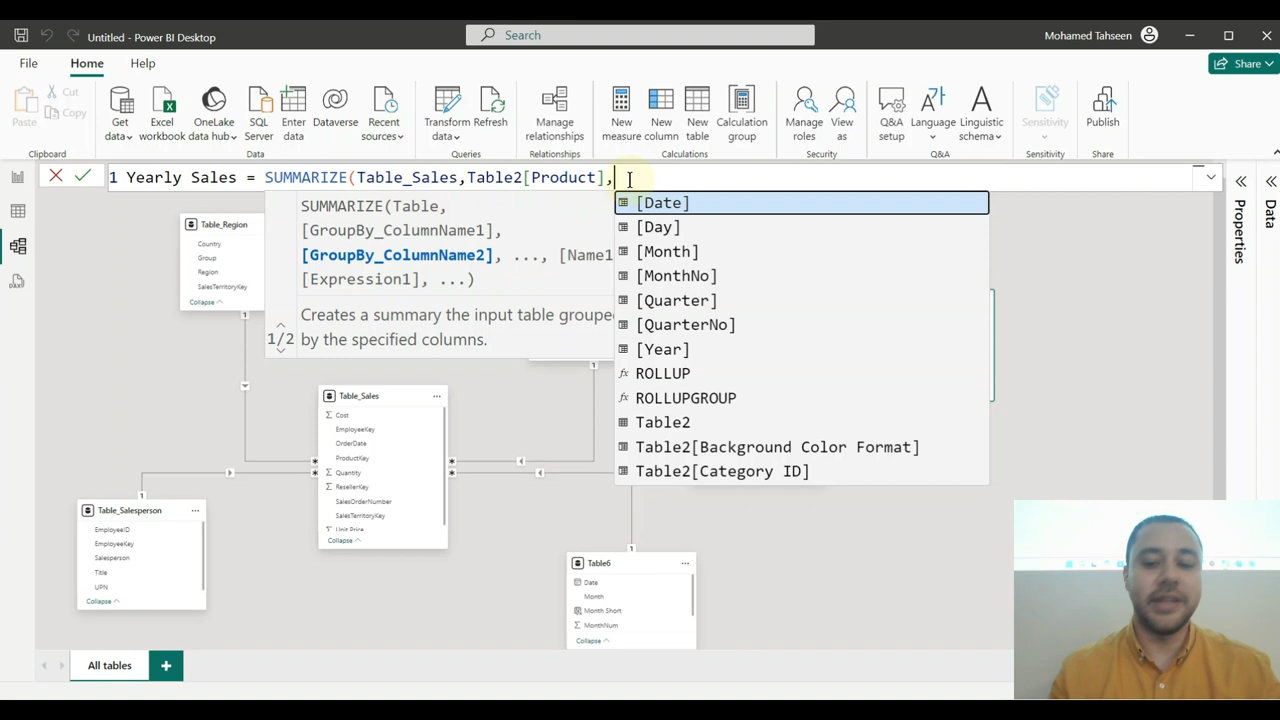 Untitled - Power BI Desktop
Search
Mohamed Tahseen
File
Home
Help
Share
Paste
Cut
Copy
Get data
Excel workbook
OneLake data hub
SQL Server
Enter data
Dataverse
Recent sources
Transform data
Refresh
Manage relationships
New measure
New column
New table
Calculation group
Manage roles
View as
Q&A setup
Language
Linguistic schema
Sensitivity
Publish
Clipboard
Data
Queries
Relationships
Calculations
Security
Q&A
Sensitivity
Share
1 Yearly Sales = SUMMARIZE(Table_Sales,Table2[Product],
SUMMARIZE(Table,
[GroupBy_ColumnName1],
[GroupBy_ColumnName2], ..., [Name1
[Expression1], ...)
Creates a summary the input table grouped
1/2 by the specified columns.
[Date]
[Day]
[Month]
[MonthNo]
[Quarter]
[QuarterNo]
[Year]
ROLLUP
ROLLUPGROUP
Table2
Table2[Background Color Format]
Table2[Category ID]
Properties
Data
Table_Region
Country
Group
Region
SalesTerritoryKey
Collapse
1
1
Table_Sales
Cost
EmployeeKey
OrderDate
ProductKey
Quantity
ResellerKey
SalesOrderNumber
SalesTerritoryKey
Unit Price
Collapse
1
Table_Salesperson
EmployeeID
EmployeeKey
Salesperson
Title
UPN
Collapse
1
Table6
Date
Month
Month Short
MonthNum
Collapse
All tables